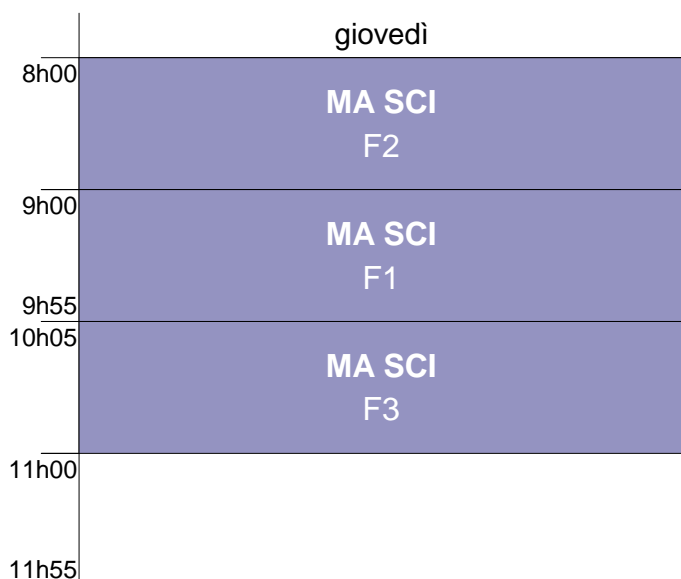 giovedì
8h00
MA SCI
F2
9h00
MA SCI
F1
9h55
10h05
MA SCI
F3
11h00
11h55